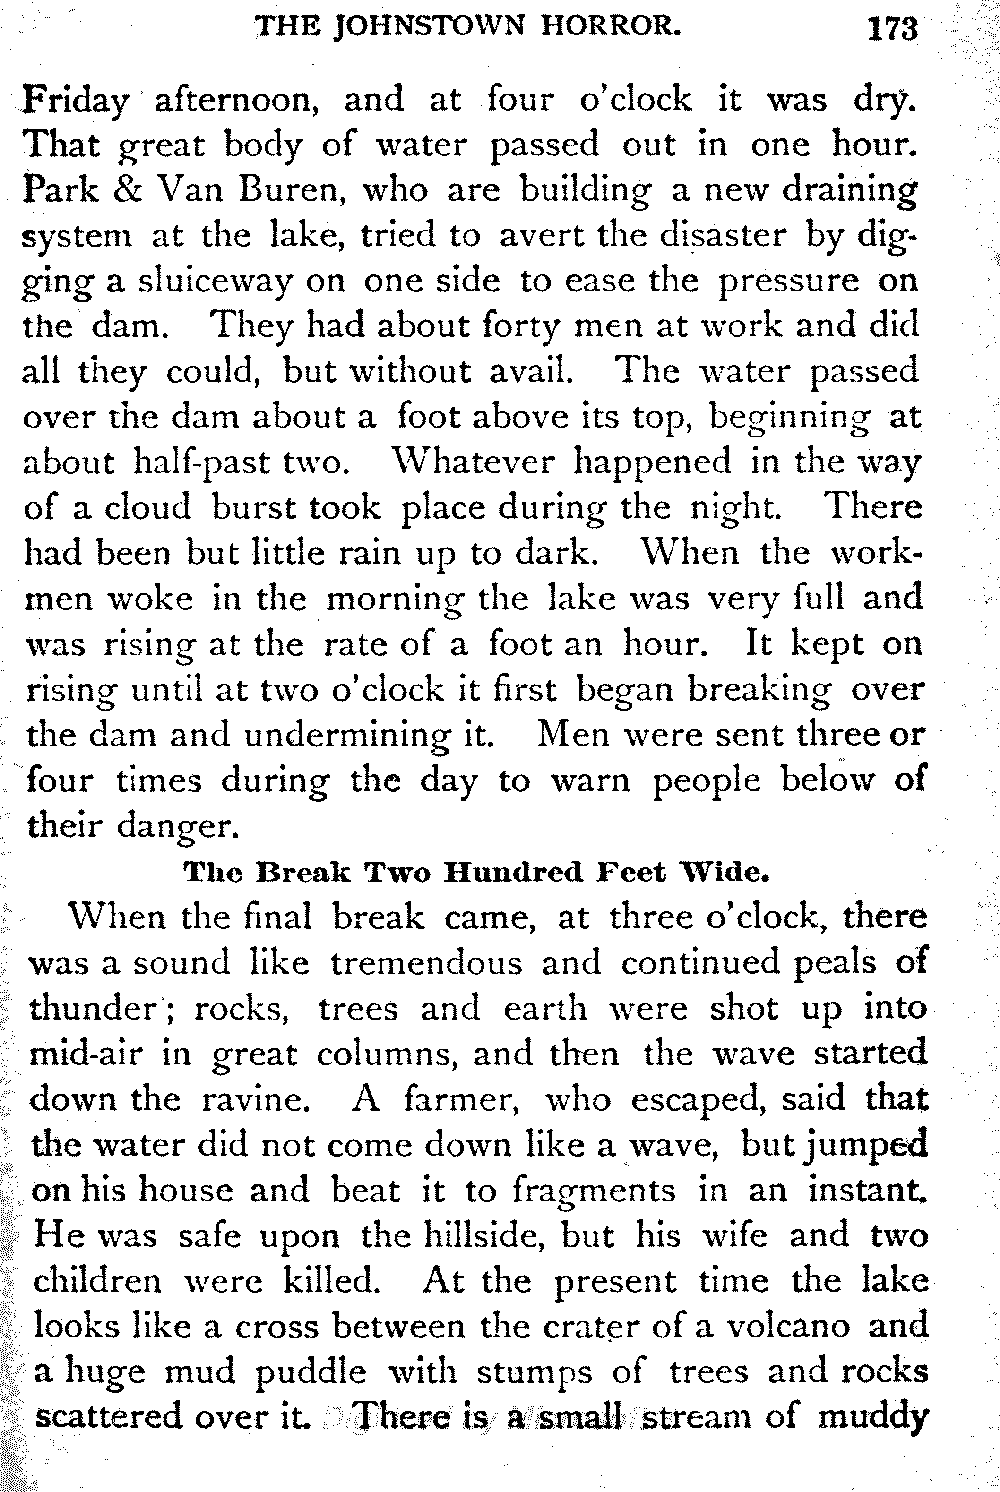 THE JOHNSTOWN HORROR. 173
Friday afternoon, and at four o'clock it was dry.
That great body of water passed out in one hour.
Park & Van Buren, who are building a new draining
system at the lake, tried to avert the disaster by dig-
ging a sluiceway on one side to ease the pressure on
the dam. They had about forty men at work and did
all they could, but without avail. The water passed
over the dam about a foot above its top, beginning at
about half-past two. Whatever happened in the way
of a cloud burst took place during the night. There
had been but little rain up to dark. When the work-
men woke in the morning the lake was very full and
was rising at the rate of a foot an hour. It kept on
rising until at two o'clock it first began breaking over
the dam and undermining it. Men were sent three or
four times during the day to warn people below of
their danger.
The Break Two Hundred Feet Wide.
When the final break came, at three o'clock, there
was a sound like tremendous and continued peals of
thunder; rocks, trees and earth were shot up into
mid-air in great columns, and then the wave started
down the ravine. A farmer, who escaped, said that
the water did not come down like a wave, but jumped
on his house and beat it to fragments in an instant.
He was safe upon the hillside, but his wife and two
children were killed. At the present time the lake
looks like a cross between the crater of a volcano and
a huge mud puddle with stumps of trees and rocks
scattered over it. There is a small stream of muddy